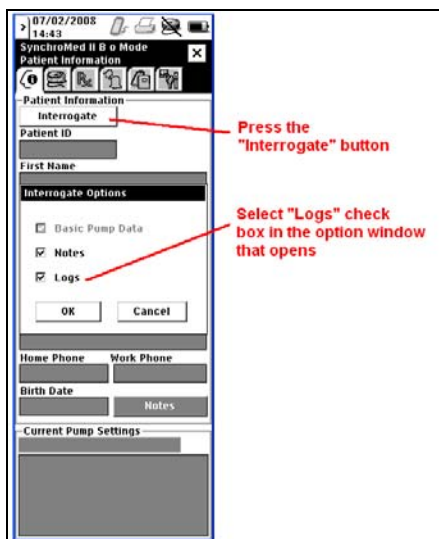 07/02/2008
14:43
SynchroMed II B o Mode
Patient Information
Patient Information
Interrogate
Patient ID
First Name
Interrogate Options
Basic Pump Data
Notes
Logs
OK Cancel
Home Phone Work Phone
Birth Date
Notes
Current Pump Settings
Press the
"Interrogate" button
Select "Logs" check
box in the option window
that opens